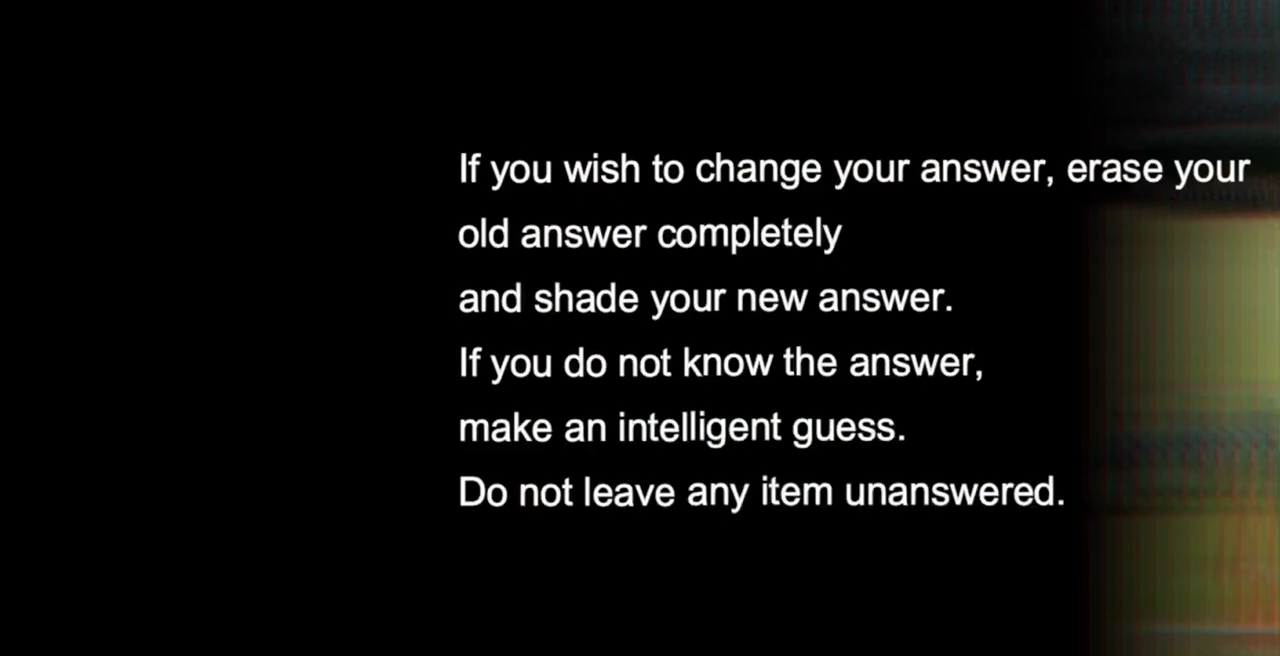 If you wish to change your answer, erase your
old answer completely
and shade your new answer.
If you do not know the answer,
make an intelligent guess.
Do not leave any item unanswered.